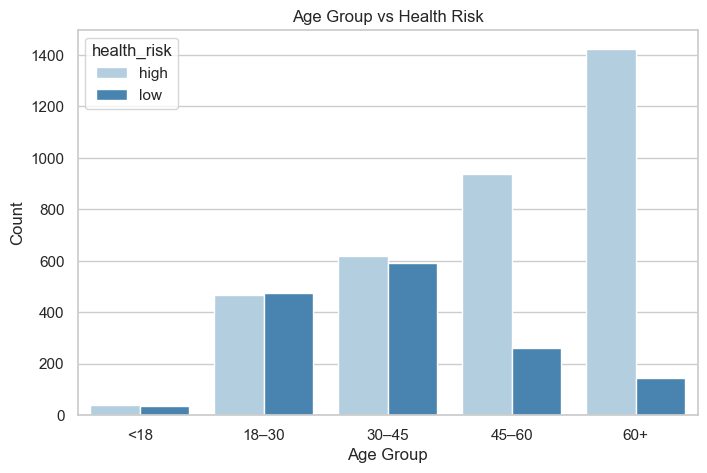 Age Group vs Health Risk
health_risk
high
low
Count
1400
1200
1000
800
600
400
200
0
<18
18–30
30–45
45–60
60+
Age Group